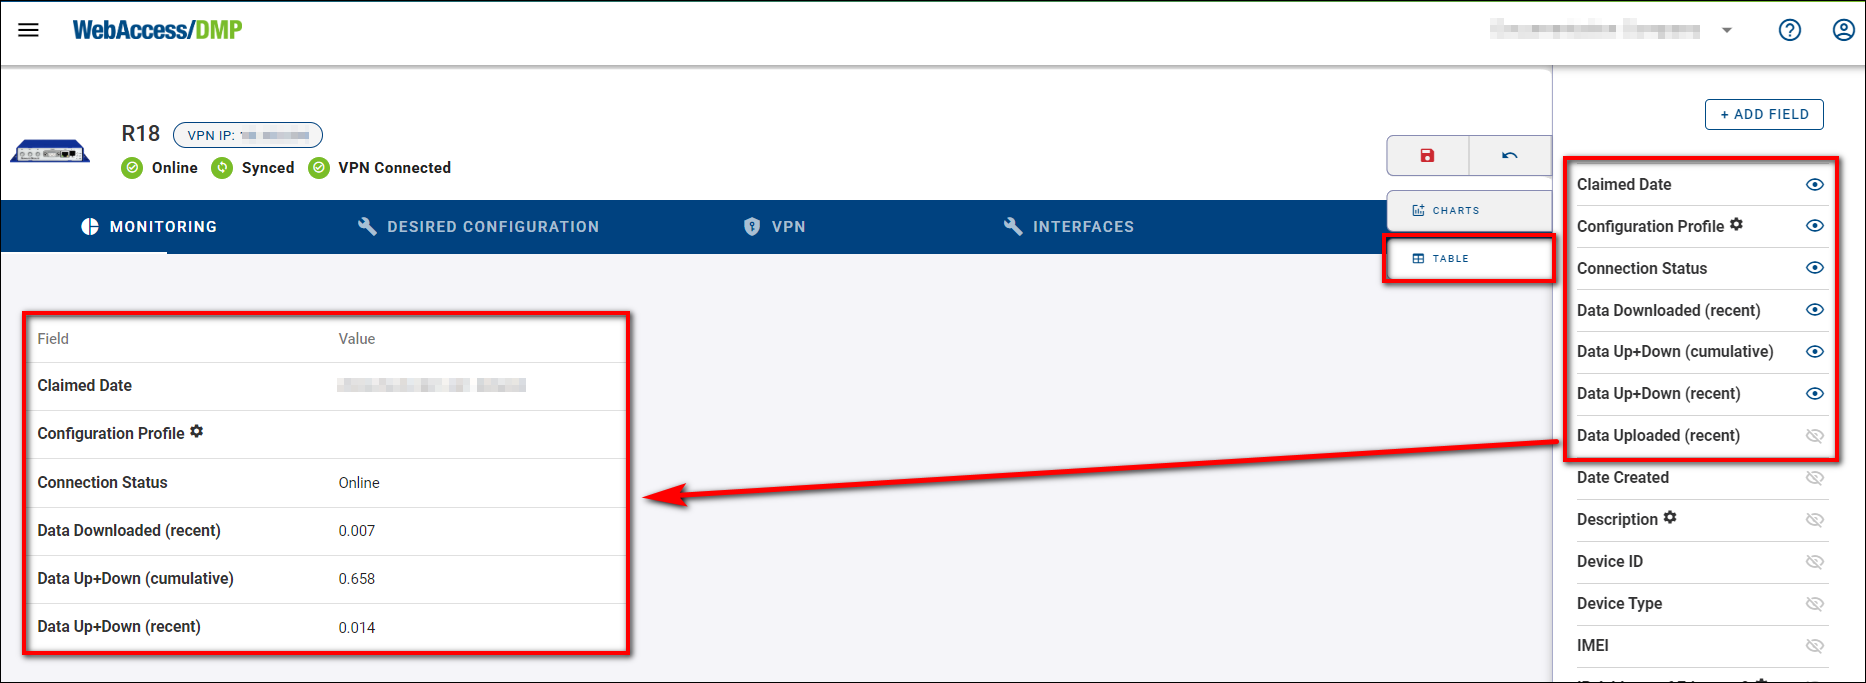 WebAccess/DMP
R18
VPN IP:
Online
Synced
VPN Connected
MONITORING
DESIRED CONFIGURATION
VPN
INTERFACES
CHARTS
TABLE
Field Value
Claimed Date
Configuration Profile
Connection Status Online
Data Downloaded (recent) 0.007
Data Up+Down (cumulative) 0.658
Data Up+Down (recent) 0.014
+ ADD FIELD
Claimed Date
Configuration Profile
Connection Status
Data Downloaded (recent)
Data Up+Down (cumulative)
Data Up+Down (recent)
Data Uploaded (recent)
Date Created
Description
Device ID
Device Type
IMEI